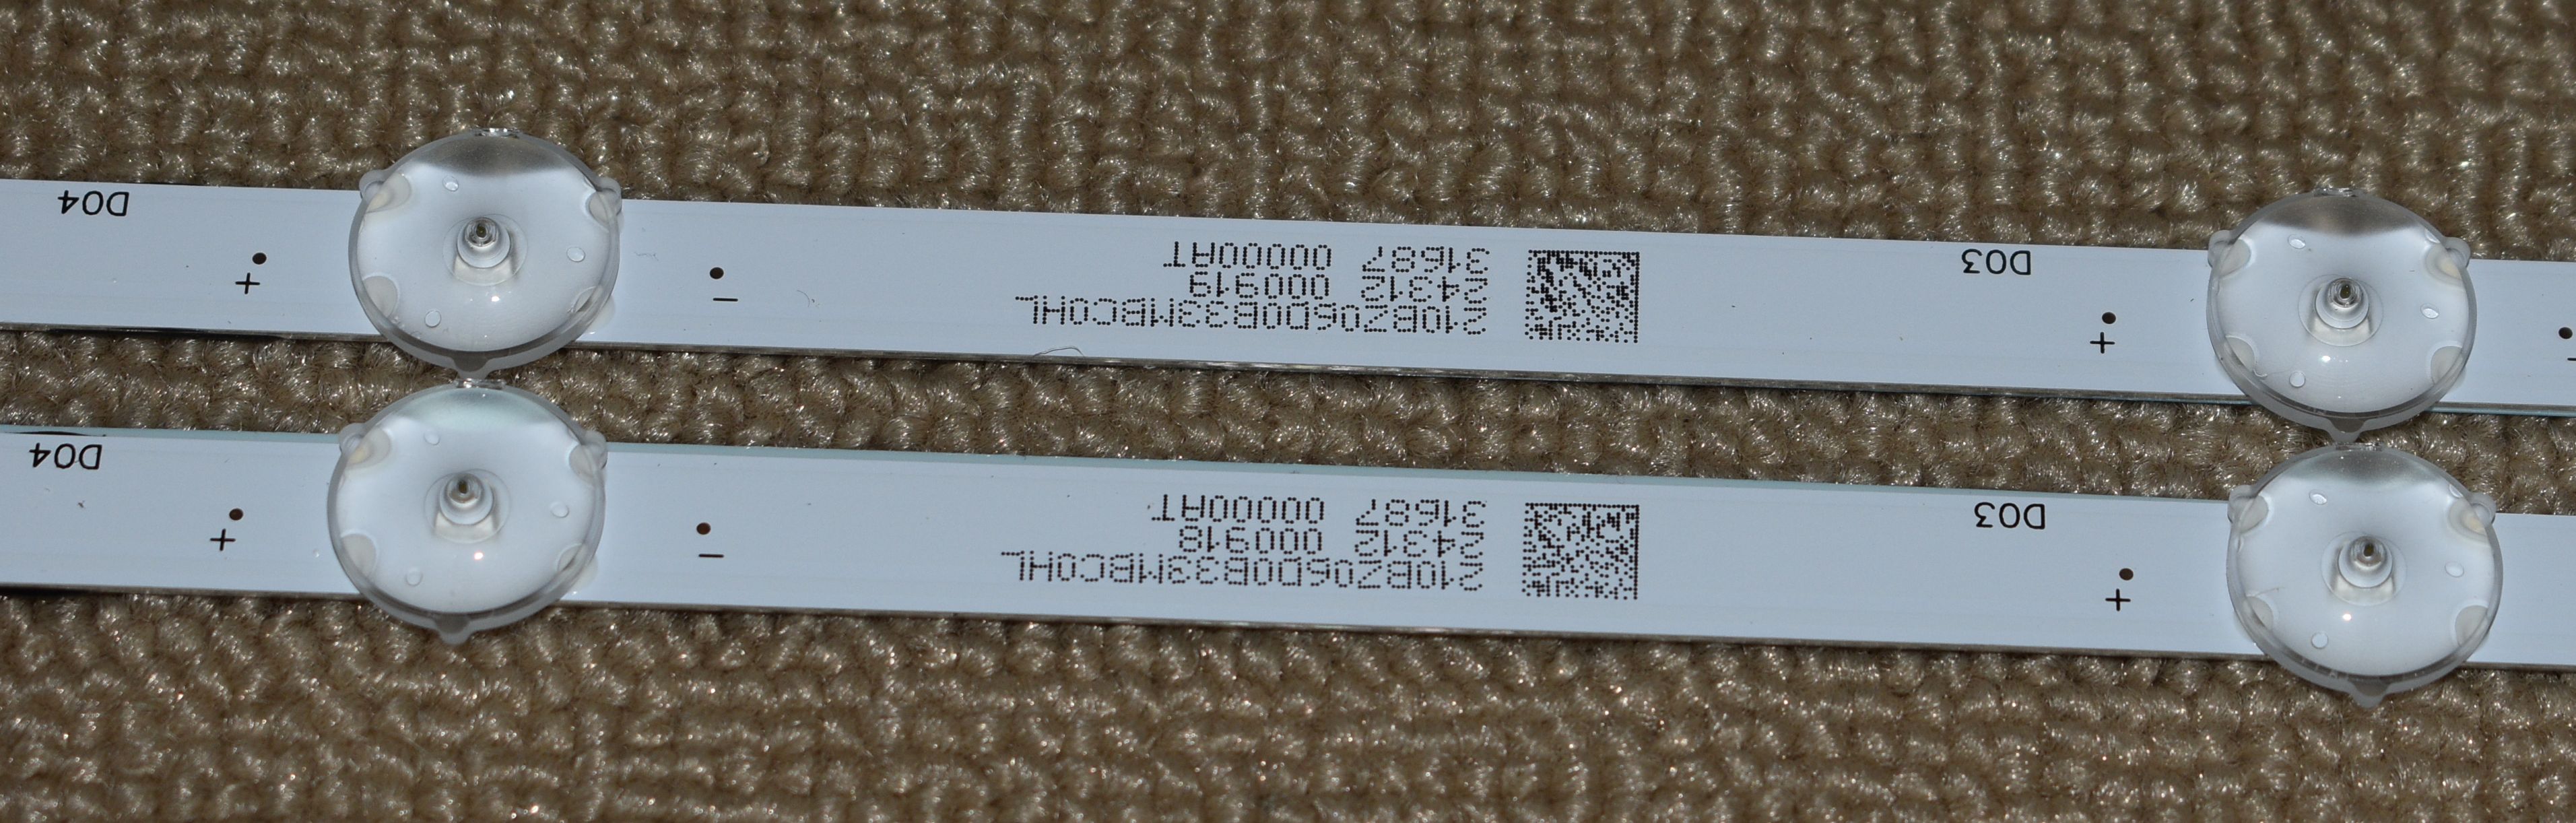 D03
210BZ06D0B33MBC0HL
24312 000918
31687 00000AT
D04
+
-
+
D03
210BZ06D0B33MBC0HL
24312 000919
31687 00000AT
D04
-
+
-
+